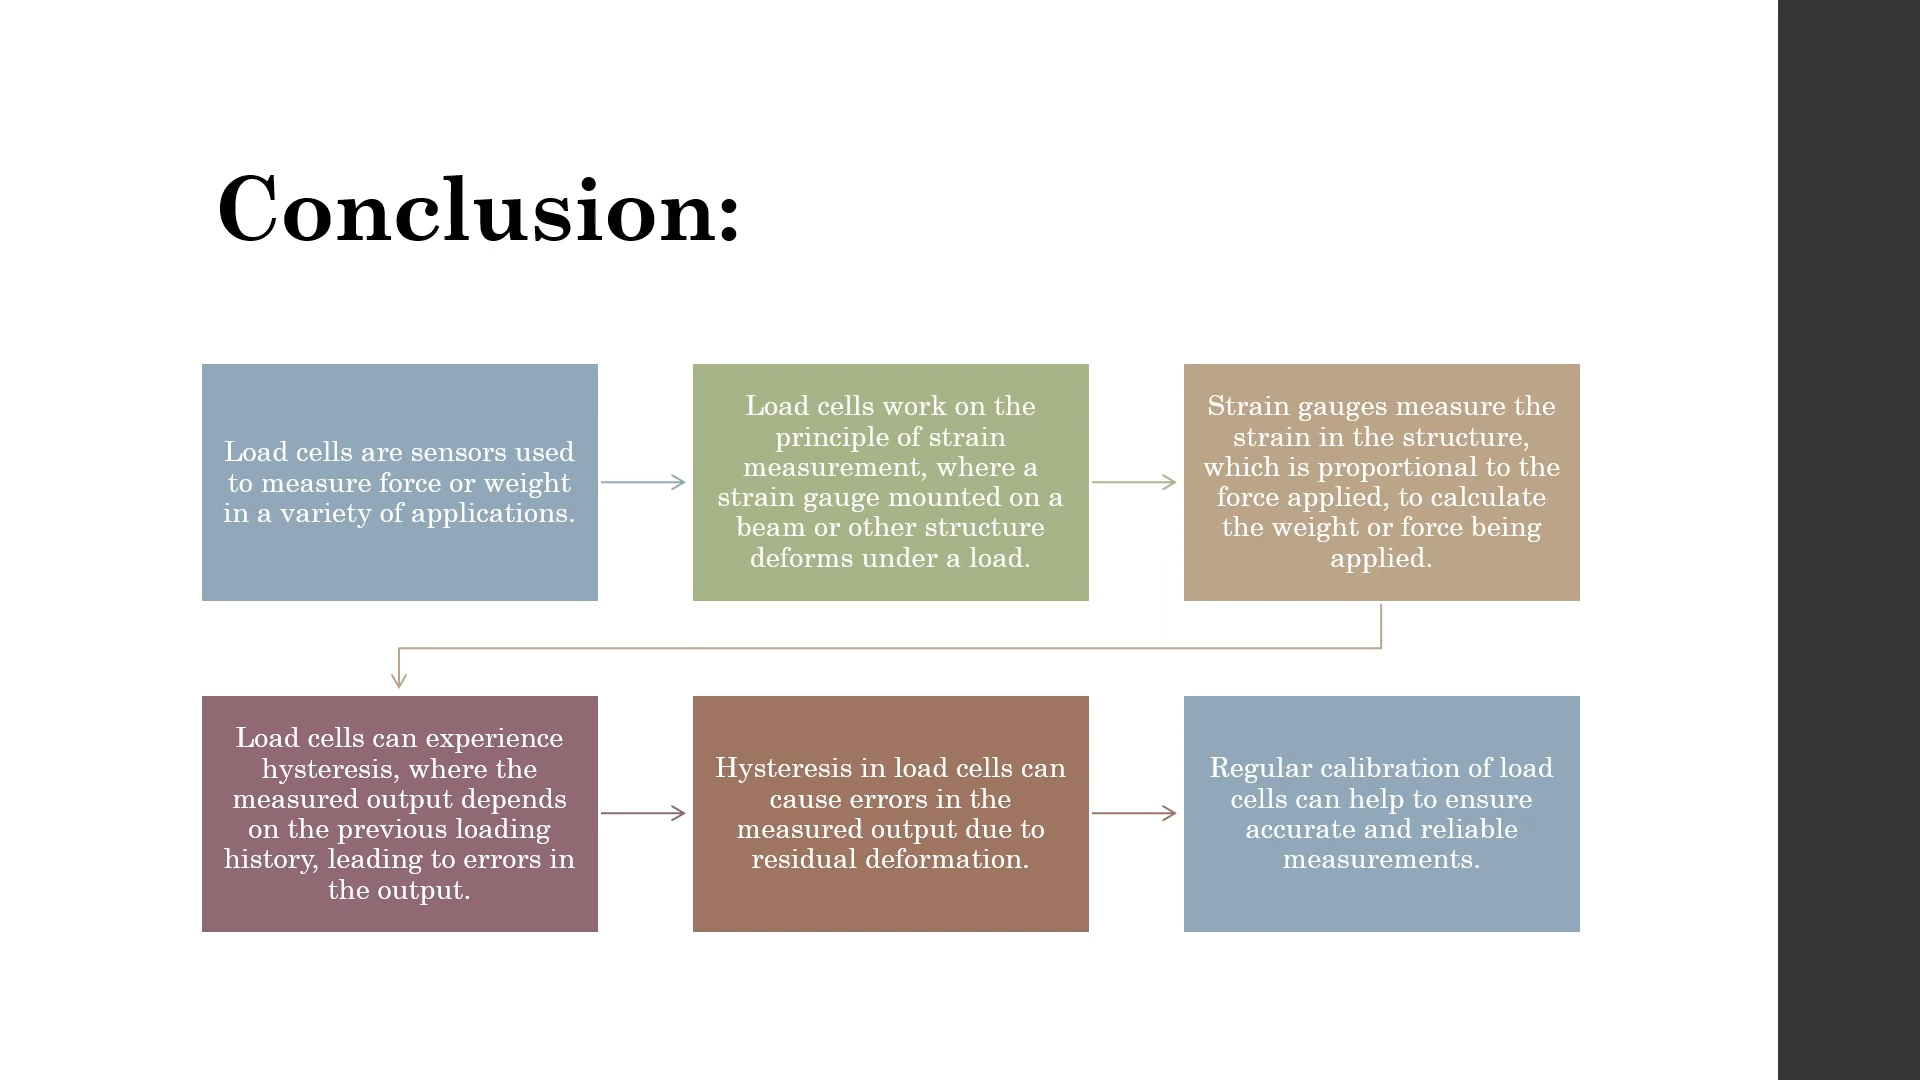 Conclusion:
Load cells are sensors used
to measure force or weight
in a variety of applications.
Load cells work on the
principle of strain
measurement, where a
strain gauge mounted on a
beam or other structure
deforms under a load.
Strain gauges measure the
strain in the structure,
which is proportional to the
force applied, to calculate
the weight or force being
applied.
Load cells can experience
hysteresis, where the
measured output depends
on the previous loading
history, leading to errors in
the output.
Hysteresis in load cells can
cause errors in the
measured output due to
residual deformation.
Regular calibration of load
cells can help to ensure
accurate and reliable
measurements.